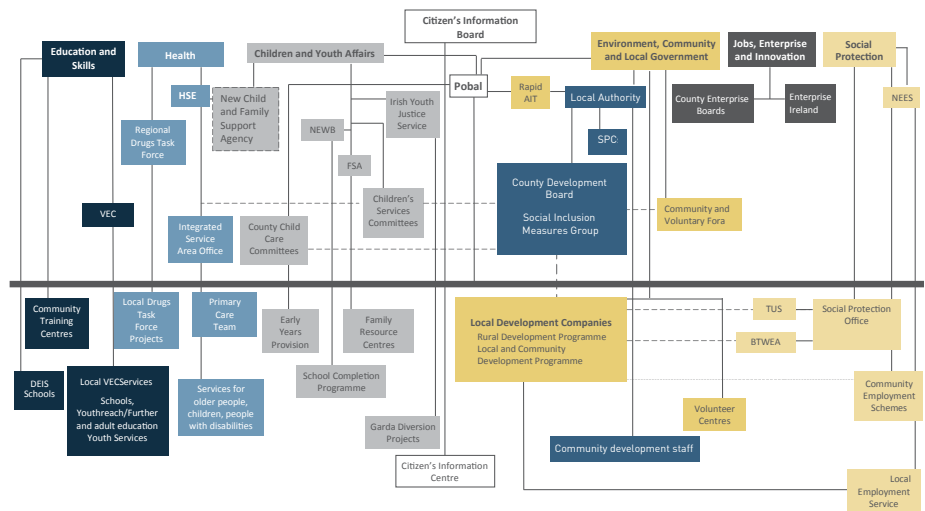 Citizen's Information
Board
Education and
Skills
Health
Children and Youth Affairs
Environment, Community
and Local Government
Jobs, Enterprise
and Innovation
Social
Protection
Pobal
HSE
New Child
and Family
Support
Agency
Irish Youth
Justice
Service
Rapid
AIT
Local Authority
County Enterprise
Boards
Enterprise
Ireland
NEES
Regional
Drugs Task
Force
NEWB
SPC
FSA
County Development
Board
Social Inclusion
Measures Group
VEC
Integrated
Service
Area Office
County Child
Care
Committees
Children's
Services
Committees
Community and
Voluntary Fora
Community
Training
Centres
Local Drugs
Task
Force
Projects
Primary
Care
Team
Early
Years
Provision
Family
Resource
Centres
Local Development Companies
Rural Development Programme
Local and Community
Development Programme
TUS
BTWEA
Social Protection
Office
DEIS
Schools
Local VECServices
Schools,
Youthreach/Further
and adult education
Youth Services
Services for
older people,
children, people
with disabilities
School Completion
Programme
Garda Diversion
Projects
Volunteer
Centres
Community
Employment
Schemes
Community development staff
Citizen's Information
Centre
Local
Employment
Service